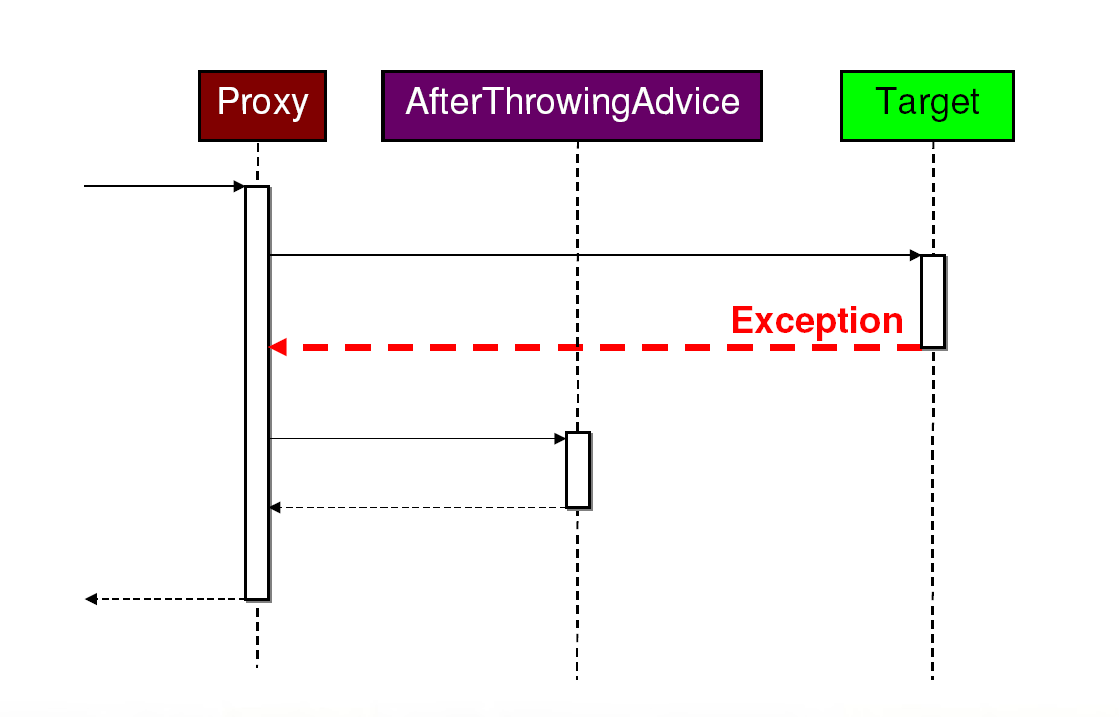 Proxy
AfterThrowingAdvice
Target
Exception